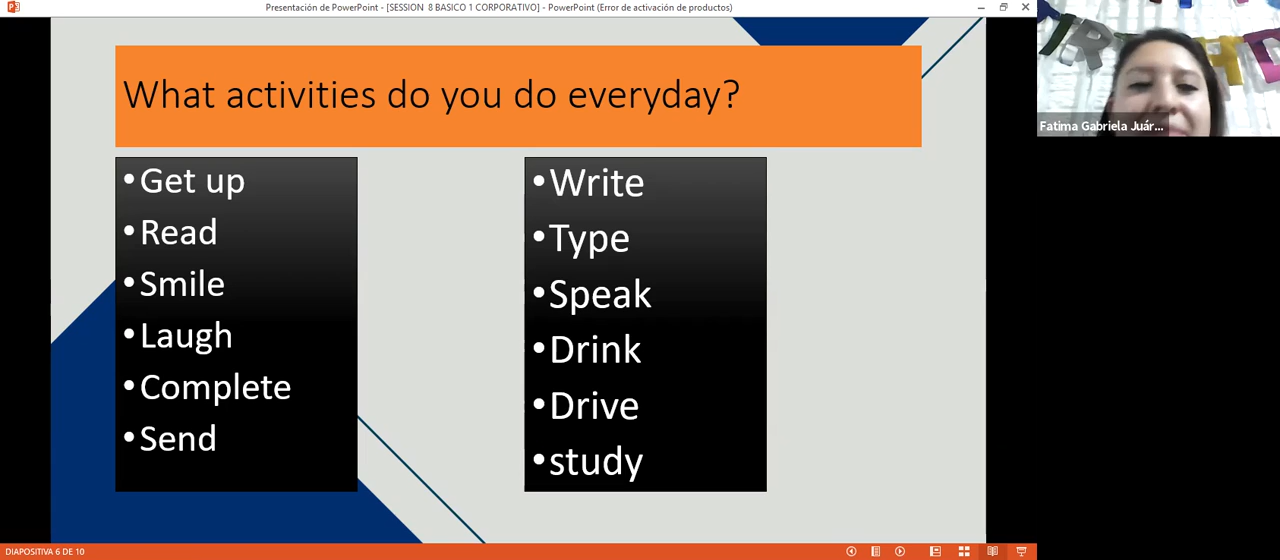 Presentación de PowerPoint - [SESSION 8 BASICO 1 CORPORATIVO] - PowerPoint (Error de activación de productos)
What activities do you do everyday?
•Get up
•Read
•Smile
•Laugh
•Complete
•Send
•Write
•Type
•Speak
•Drink
•Drive
•study
Fatima Gabriela Juár...
DIAPOSITIVA 6 DE 10